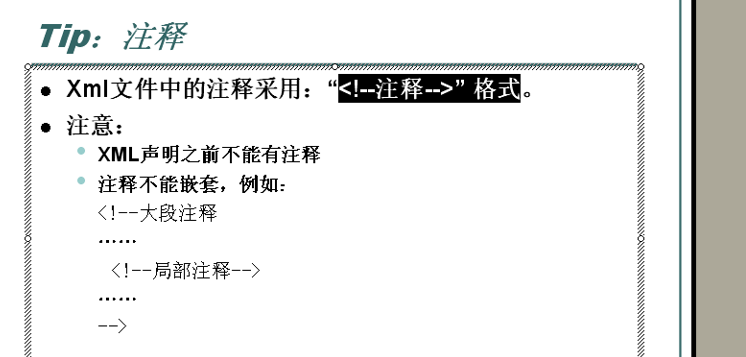 Tip：注释
Xml文件中的注释采用：“<!--注释-->” 格式。
注意：
XML声明之前不能有注释
注释不能嵌套，例如：
<!--大段注释
……
<!--局部注释-->
……
-->